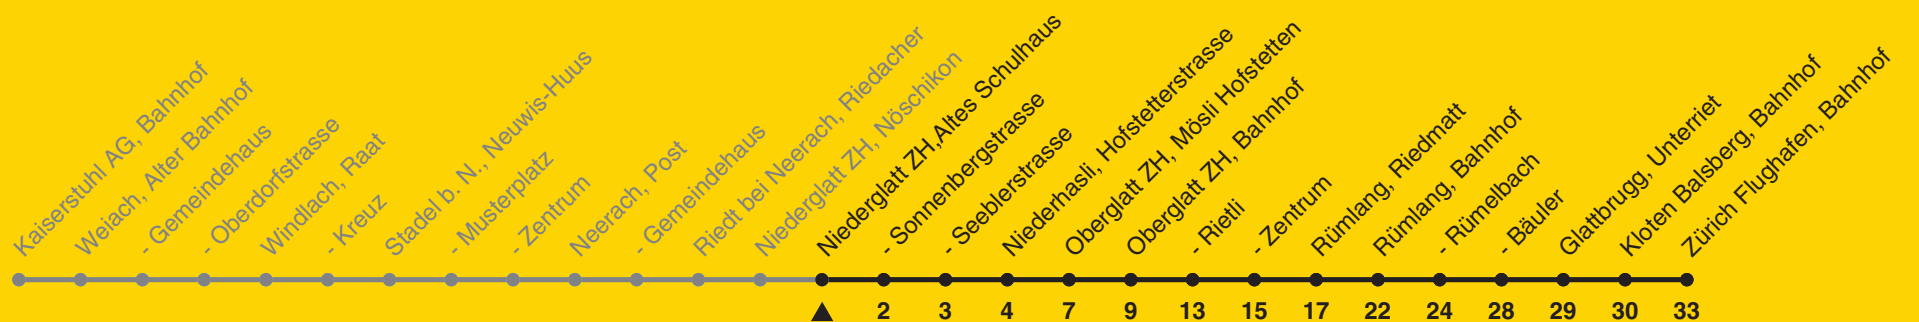 Kaiserstuhl AG, Bahnhof
Weiach, Alter Bahnhof
- Gemeindehaus
- Oberdorfstrasse
Windlach, Raat
- Kreuz
Stadel b. N., Neuwis-Huus
- Musterplatz
- Zentrum
Neerach, Post
- Gemeindehaus
Riedt bei Neerach, Riedacher
Niederglatt ZH, Nöschikon
Niederglatt ZH,Altes Schulhaus
- Sonnenbergstrasse
- Seeblerstrasse
Niederhasli, Hofstetterstrasse
Oberglatt ZH, Mösli Hofstetten
Oberglatt ZH, Bahnhof
- Rietli
- Zentrum
Rümlang, Riedmatt
Rümlang, Bahnhof
- Rümelbach
- Bäuler
Glattbrugg, Unterriet
Kloten Balsberg, Bahnhof
Zürich Flughafen, Bahnhof
2 3 4 7 9 13 15 17 22 24 28 29 30 33